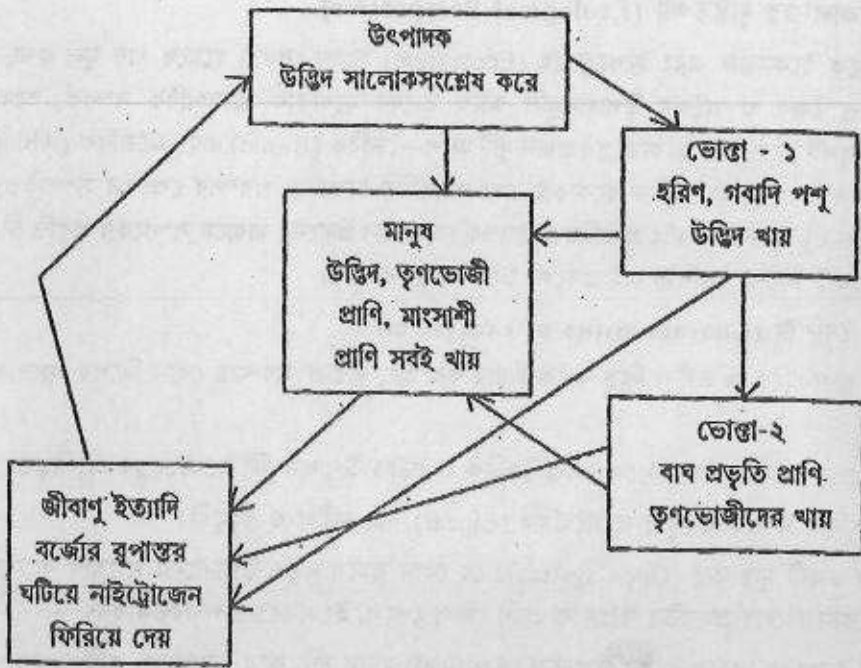 উৎপাদক
উদ্ভিদ সালোকসংশ্লেষ করে
ভোক্তা - ১
হরিণ, গবাদি পশু
উদ্ভিদ খায়
মানুষ
উদ্ভিদ, তৃণভোজী
প্রাণি, মাংসাশী
প্রাণি সবই খায়
ভোক্তা-২
বাঘ প্রভৃতি প্রাণি
তৃণভোজীদের খায়
জীবাণু ইত্যাদি
বর্জ্যের রূপান্তর
ঘটিয়ে নাইট্রোজেন
ফিরিয়ে দেয়